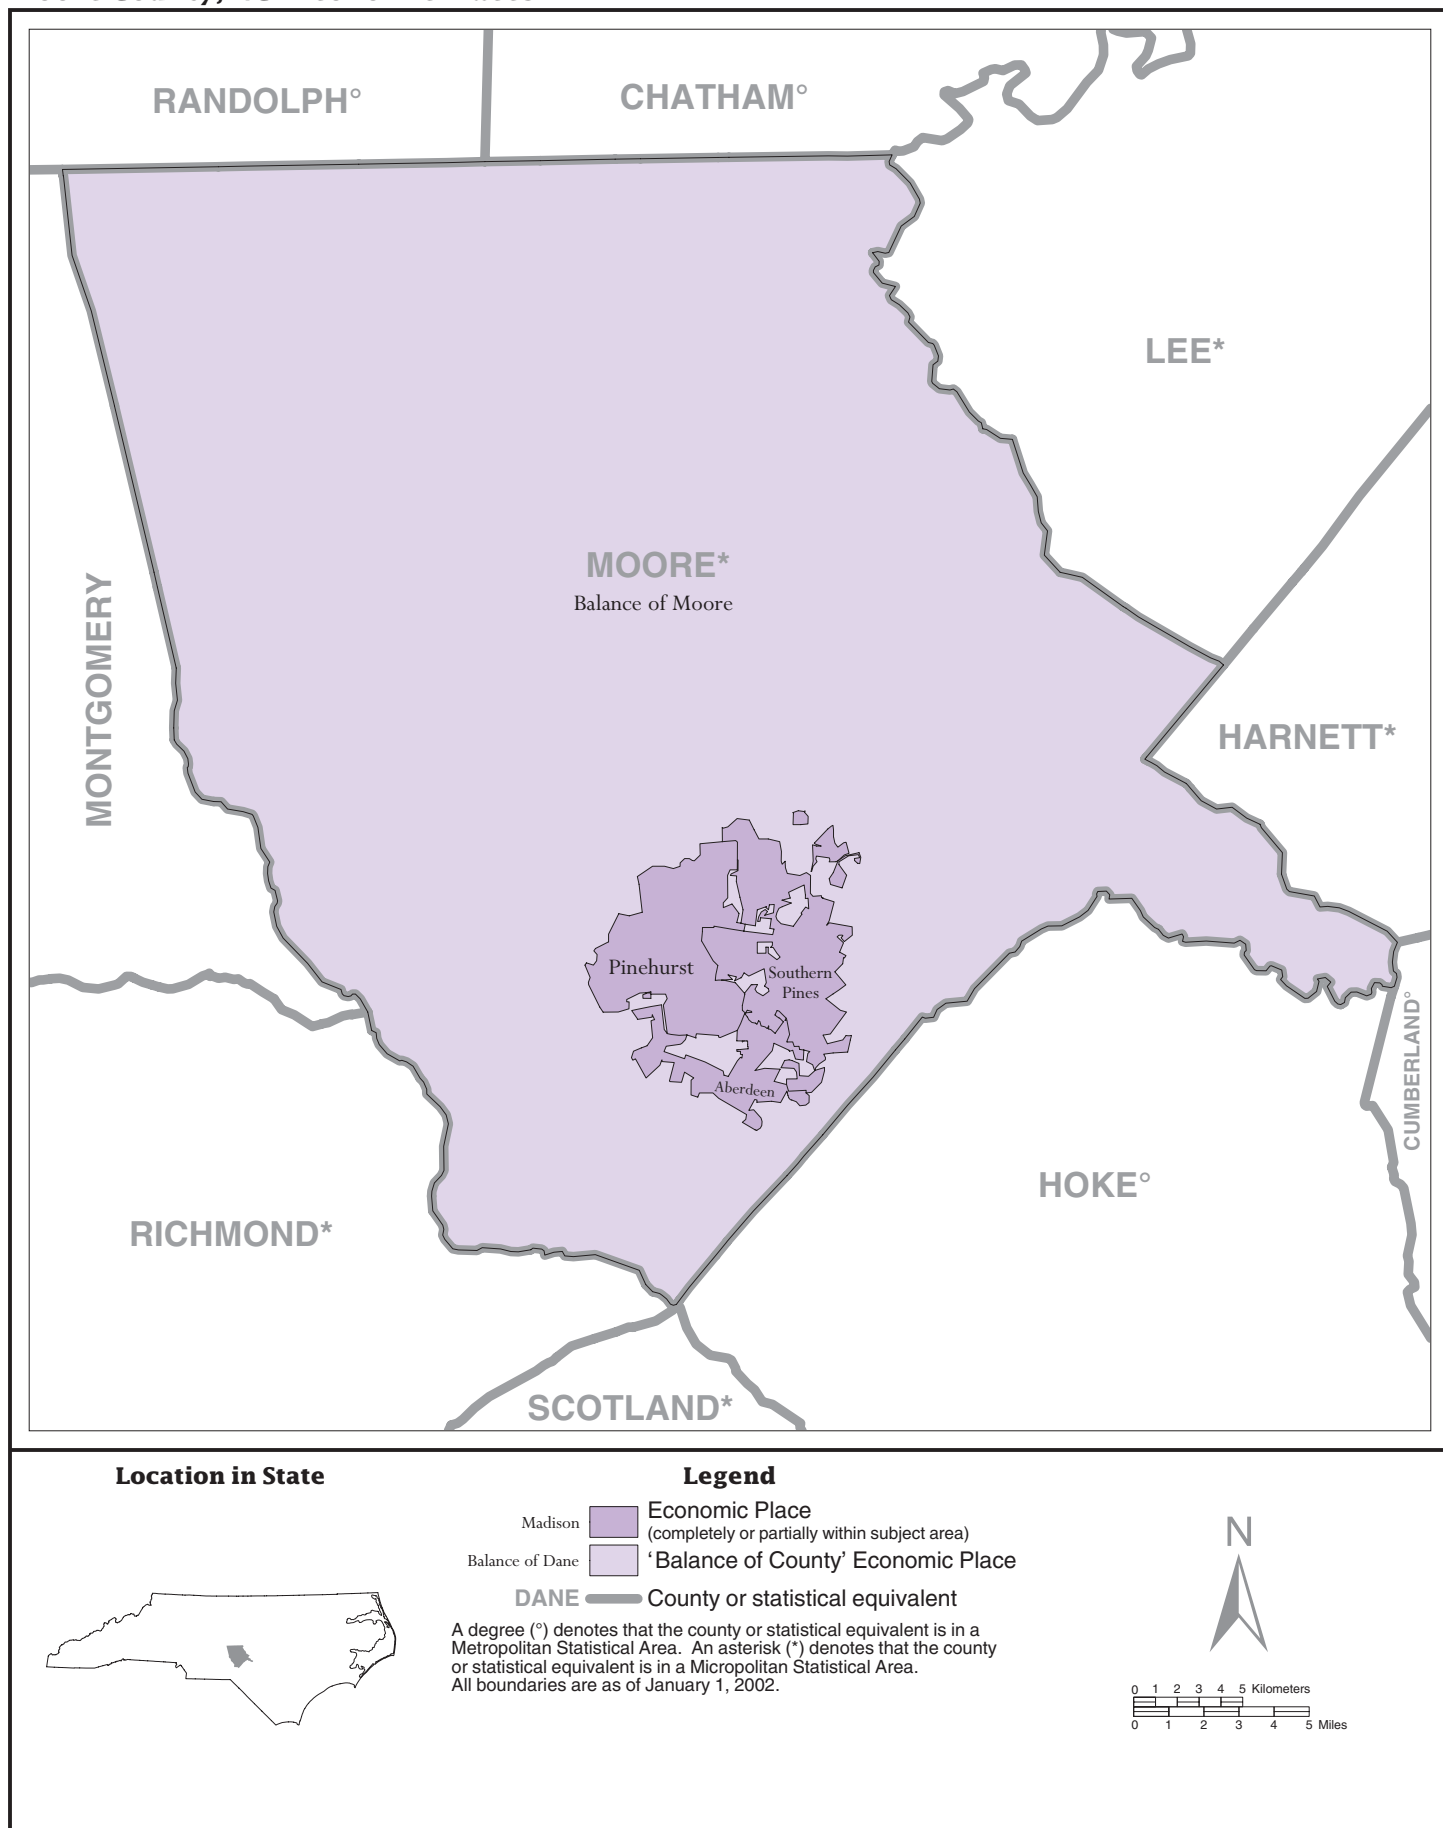 RANDOLPH°
CHATHAM°
LEE*
MOORE*
Balance of Moore
MONTGOMERY
HARNETT*
Pinehurst
Southern
Pines
Aberdeen
CUMBERLAND°
HOKE°
RICHMOND*
SCOTLAND*
Location in State
Legend
Madison
Economic Place
(completely or partially within subject area)
Balance of Dane
‘Balance of County’ Economic Place
DANE
County or statistical equivalent
A degree (°) denotes that the county or statistical equivalent is in a
Metropolitan Statistical Area. An asterisk (*) denotes that the county
or statistical equivalent is in a Micropolitan Statistical Area.
All boundaries are as of January 1, 2002.
N
0 1 2 3 4 5 Kilometers
0 1 2 3 4 5 Miles